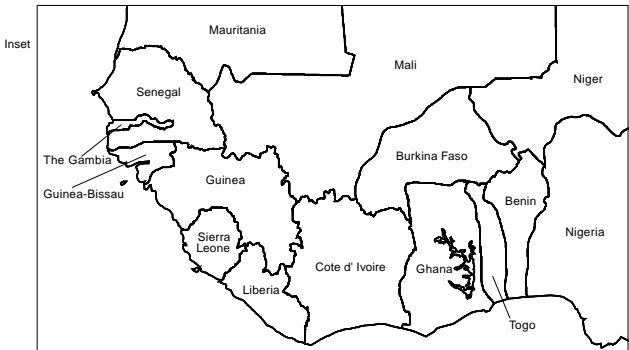 Mauritania
Inset
Mali
Niger
Senegal
The Gambia
Burkina Faso
Guinea
Guinea-Bissau
Benin
Sierra
Leone
Nigeria
Cote d' Ivoire
Ghana
Liberia
Togo